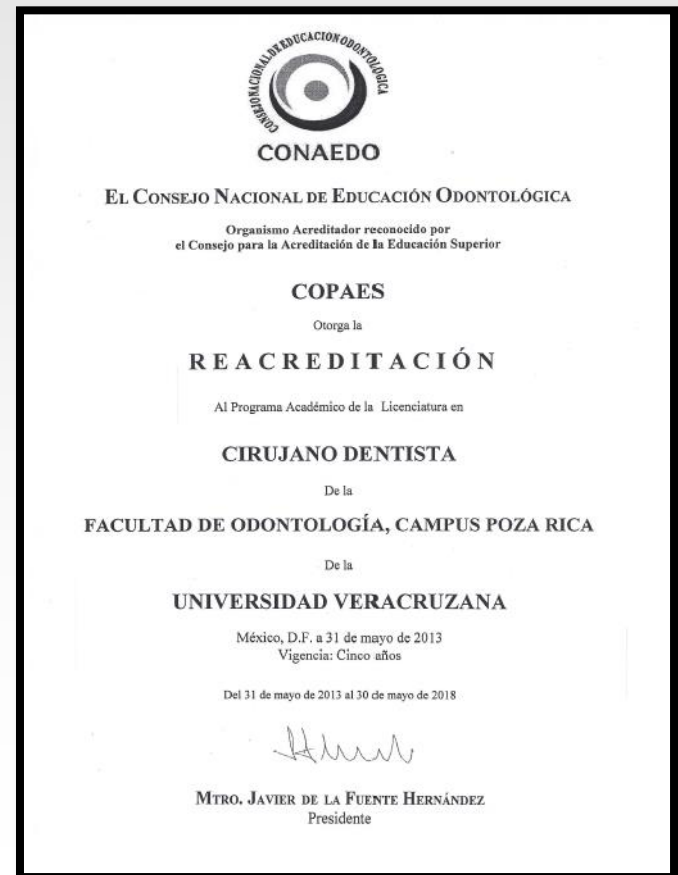 CONSEJO NACIONAL DE EDUCACION ODONTOLOGICA
CONAEDO
EL CONSEJO NACIONAL DE EDUCACIÓN ODONTOLÓGICA
Organismo Acreditador reconocido por
el Consejo para la Acreditación de la Educación Superior
COPAES
Otorga la
REACREDITACIÓN
Al Programa Académico de la Licenciatura en
CIRUJANO DENTISTA
De la
FACULTAD DE ODONTOLOGÍA, CAMPUS POZA RICA
De la
UNIVERSIDAD VERACRUZANA
México, D.F. a 31 de mayo de 2013
Vigencia: Cinco años
Del 31 de mayo de 2013 al 30 de mayo de 2018
MTRO. JAVIER DE LA FUENTE HERNÁNDEZ
Presidente